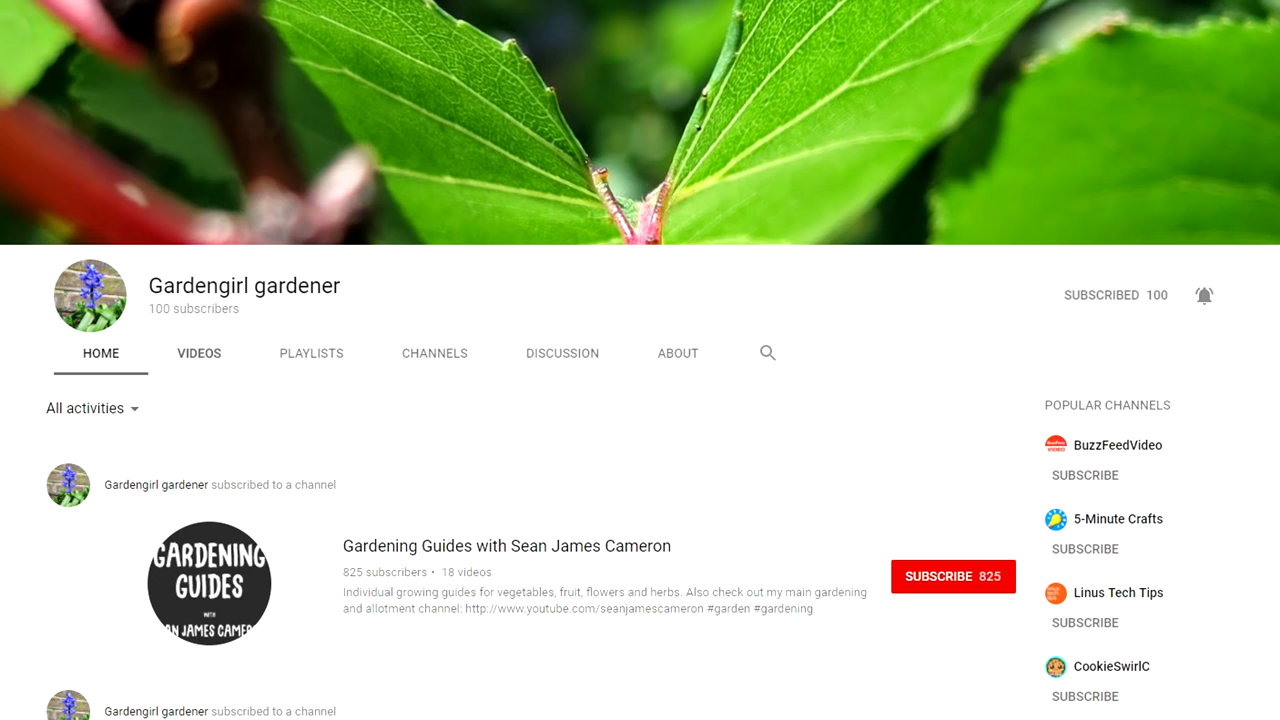 Gardengirl gardener
100 subscribers
SUBSCRIBED 100
HOME VIDEOS PLAYLISTS CHANNELS DISCUSSION ABOUT
All activities
Gardengirl gardener subscribed to a channel
GARDENING
GUIDES
WITH
AN JAMES CAMER
Gardening Guides with Sean James Cameron
825 subscribers • 18 videos
Individual growing guides for vegetables, fruit, flowers and herbs. Also check out my main gardening
and allotment channel: http://www.youtube.com/seanjamescameron #garden #gardening
SUBSCRIBE 825
Gardengirl gardener subscribed to a channel
POPULAR CHANNELS
BuzzFeedVideo
SUBSCRIBE
5-Minute Crafts
SUBSCRIBE
Linus Tech Tips
SUBSCRIBE
CookieSwirlC
SUBSCRIBE